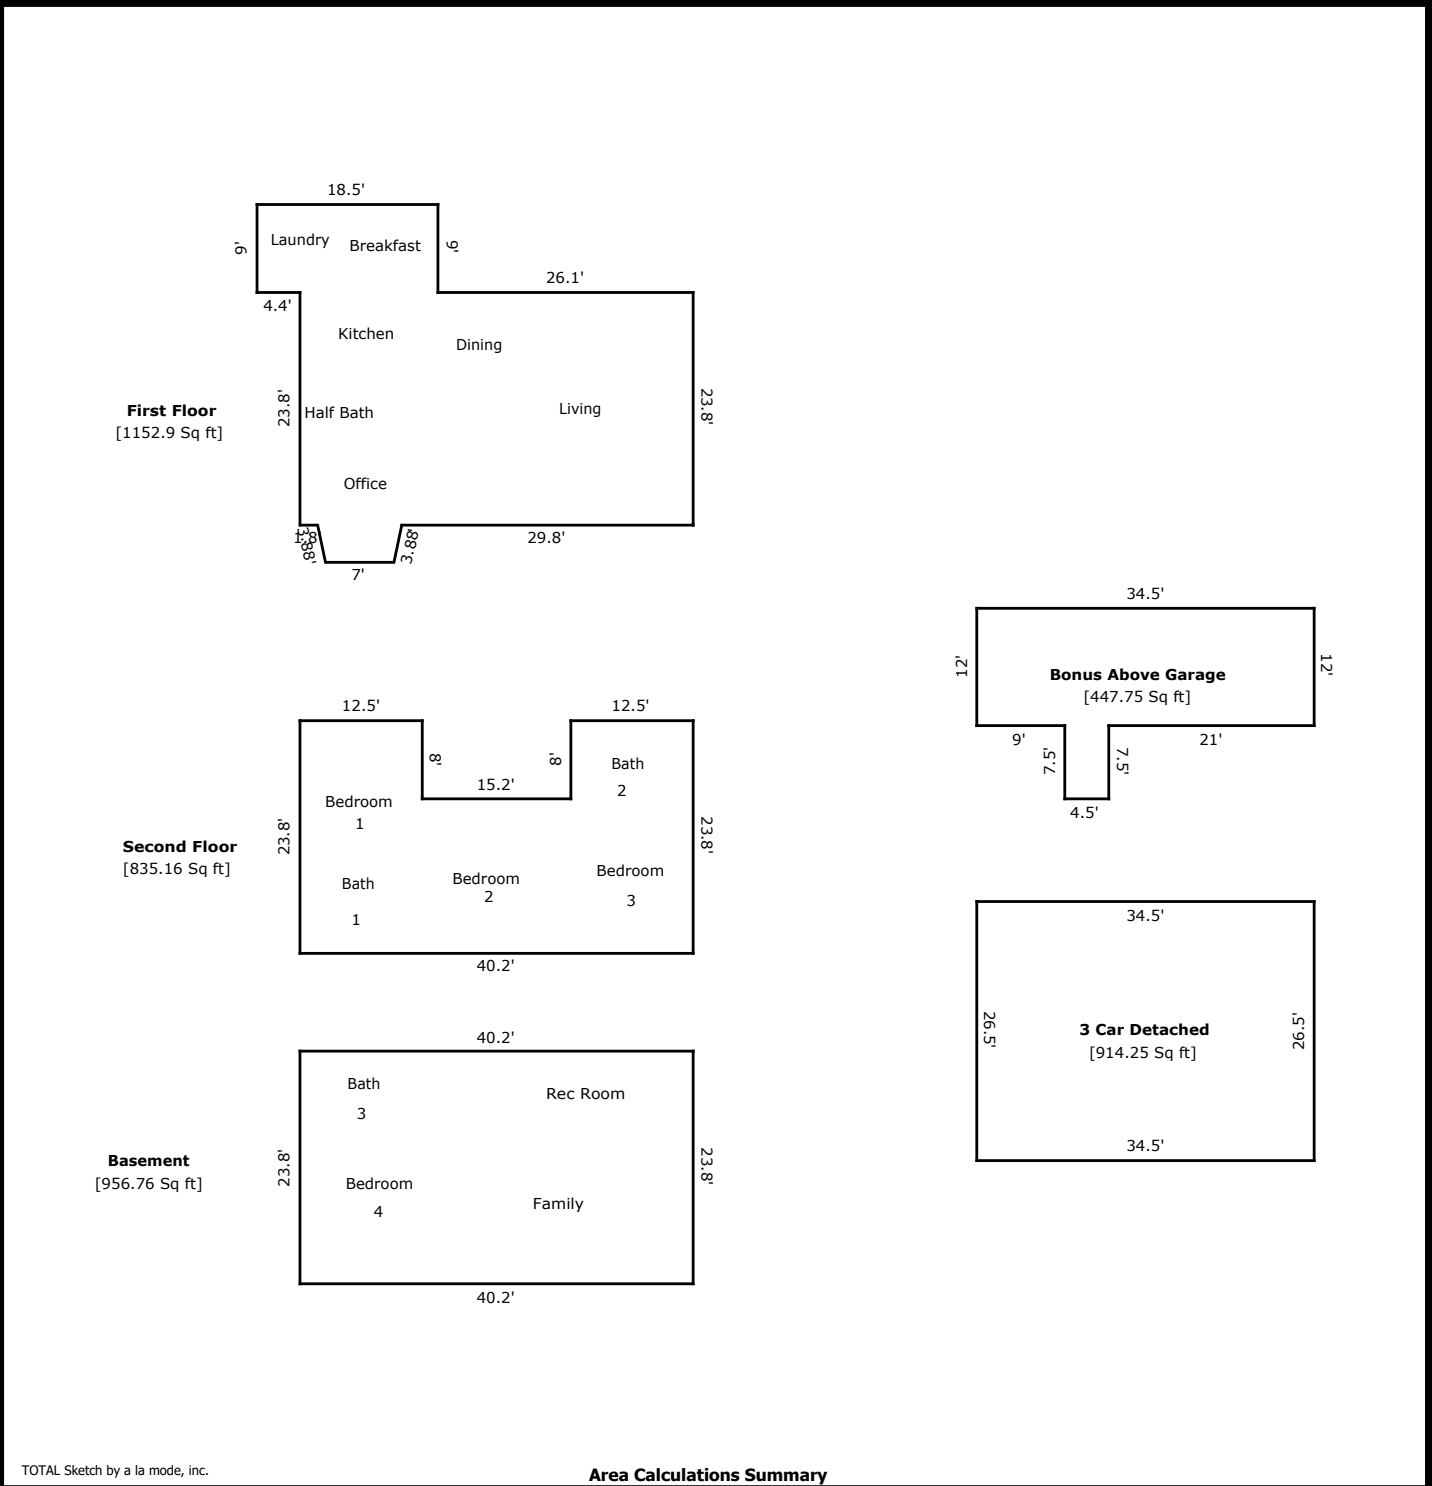 18.5'
9'
Laundry
Breakfast
9'
26.1'
4.4'
Kitchen
Dining
23.8'
First Floor
[1152.9 Sq ft]
Half Bath
Living
23.8'
Office
1.8'
3.88'
7'
3.88'
29.8'
34.5'
12'
Bonus Above Garage
[447.75 Sq ft]
12'
9'
7.5'
7.5'
21'
4.5'
12.5'
12.5'
8'
8'
15.2'
Bath
2
Bedroom
1
23.8'
Second Floor
[835.16 Sq ft]
23.8'
Bath
1
Bedroom
2
Bedroom
3
40.2'
34.5'
26.5'
3 Car Detached
[914.25 Sq ft]
26.5'
34.5'
40.2'
Bath
3
Rec Room
Basement
[956.76 Sq ft]
23.8'
23.8'
Bedroom
4
Family
40.2'
TOTAL Sketch by a la mode, inc.
Area Calculations Summary